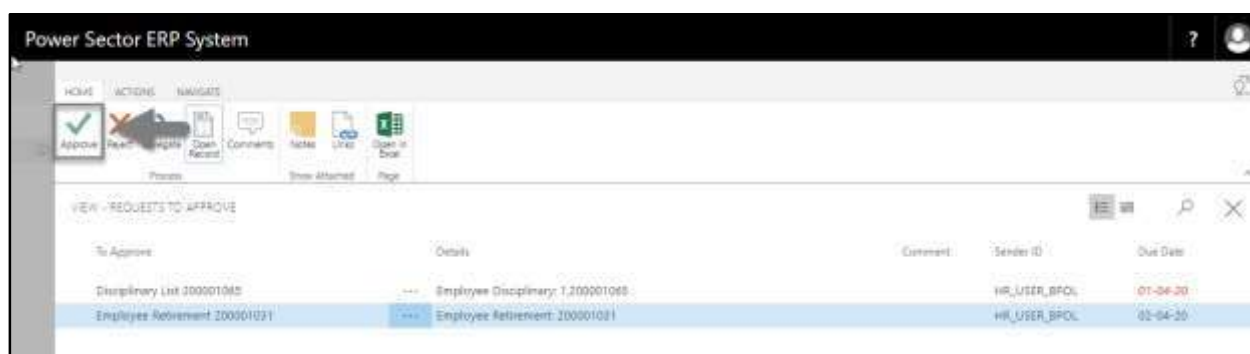 Power Sector ERP System ?
HOME ACTIONS NAVIGATE
Approve Reject Delegate Open Record Comments Notes Links Open in Excel
Process Show Attached Page
VIEW - REQUESTS TO APPROVE
To Approve Details Comment Sender ID Due Date
Disciplinary List 200001065 ... Employee Disciplinary: 1,200001065 HR_USER_BPOL 01-04-20
Employee Retirement 200001031 ... Employee Retirement: 200001031 HR_USER_BPOL 02-04-20